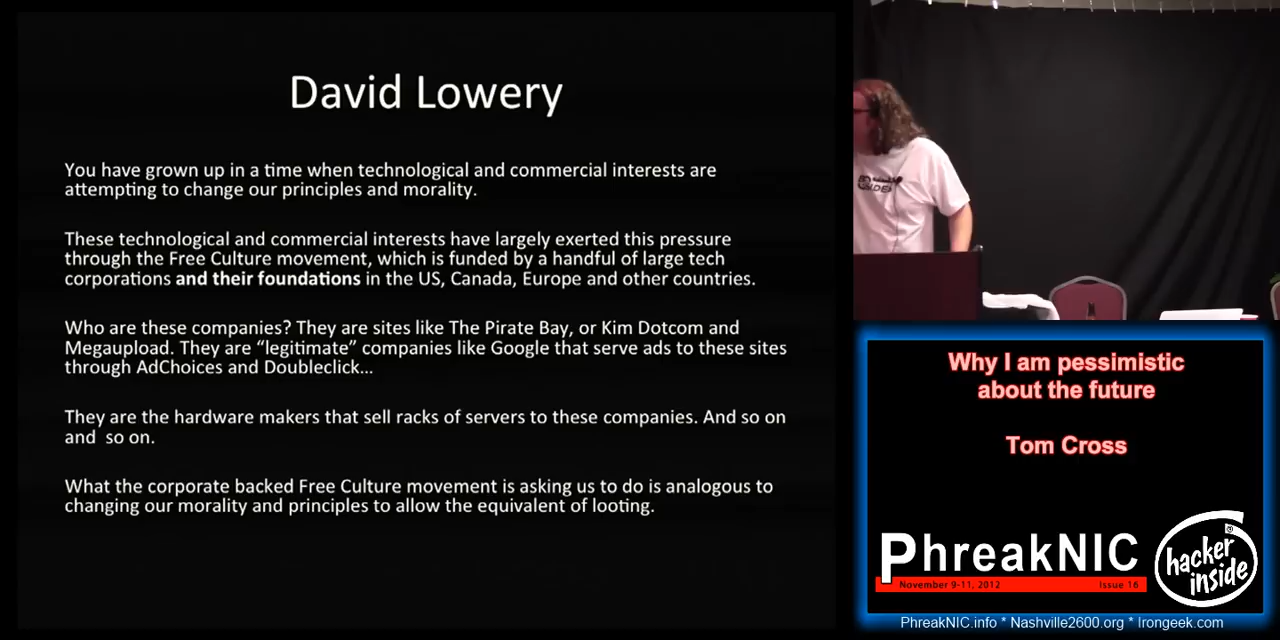 David Lowery
You have grown up in a time when technological and commercial interests are
attempting to change our principles and morality.
These technological and commercial interests have largely exerted this pressure
through the Free Culture movement, which is funded by a handful of large tech
corporations and their foundations in the US, Canada, Europe and other countries.
Who are these companies? They are sites like The Pirate Bay, or Kim Dotcom and
Megaupload. They are “legitimate” companies like Google that serve ads to these sites
through AdChoices and Doubleclick...
They are the hardware makers that sell racks of servers to these companies. And so on
and  so on.
What the corporate backed Free Culture movement is asking us to do is analogous to
changing our morality and principles to allow the equivalent of looting.
Why I am pessimistic
about the future
Tom Cross
PhreakNIC
November 9-11, 2012
Issue 16
hacker
inside
PhreakNIC.info * Nashville2600.org * Irongeek.com